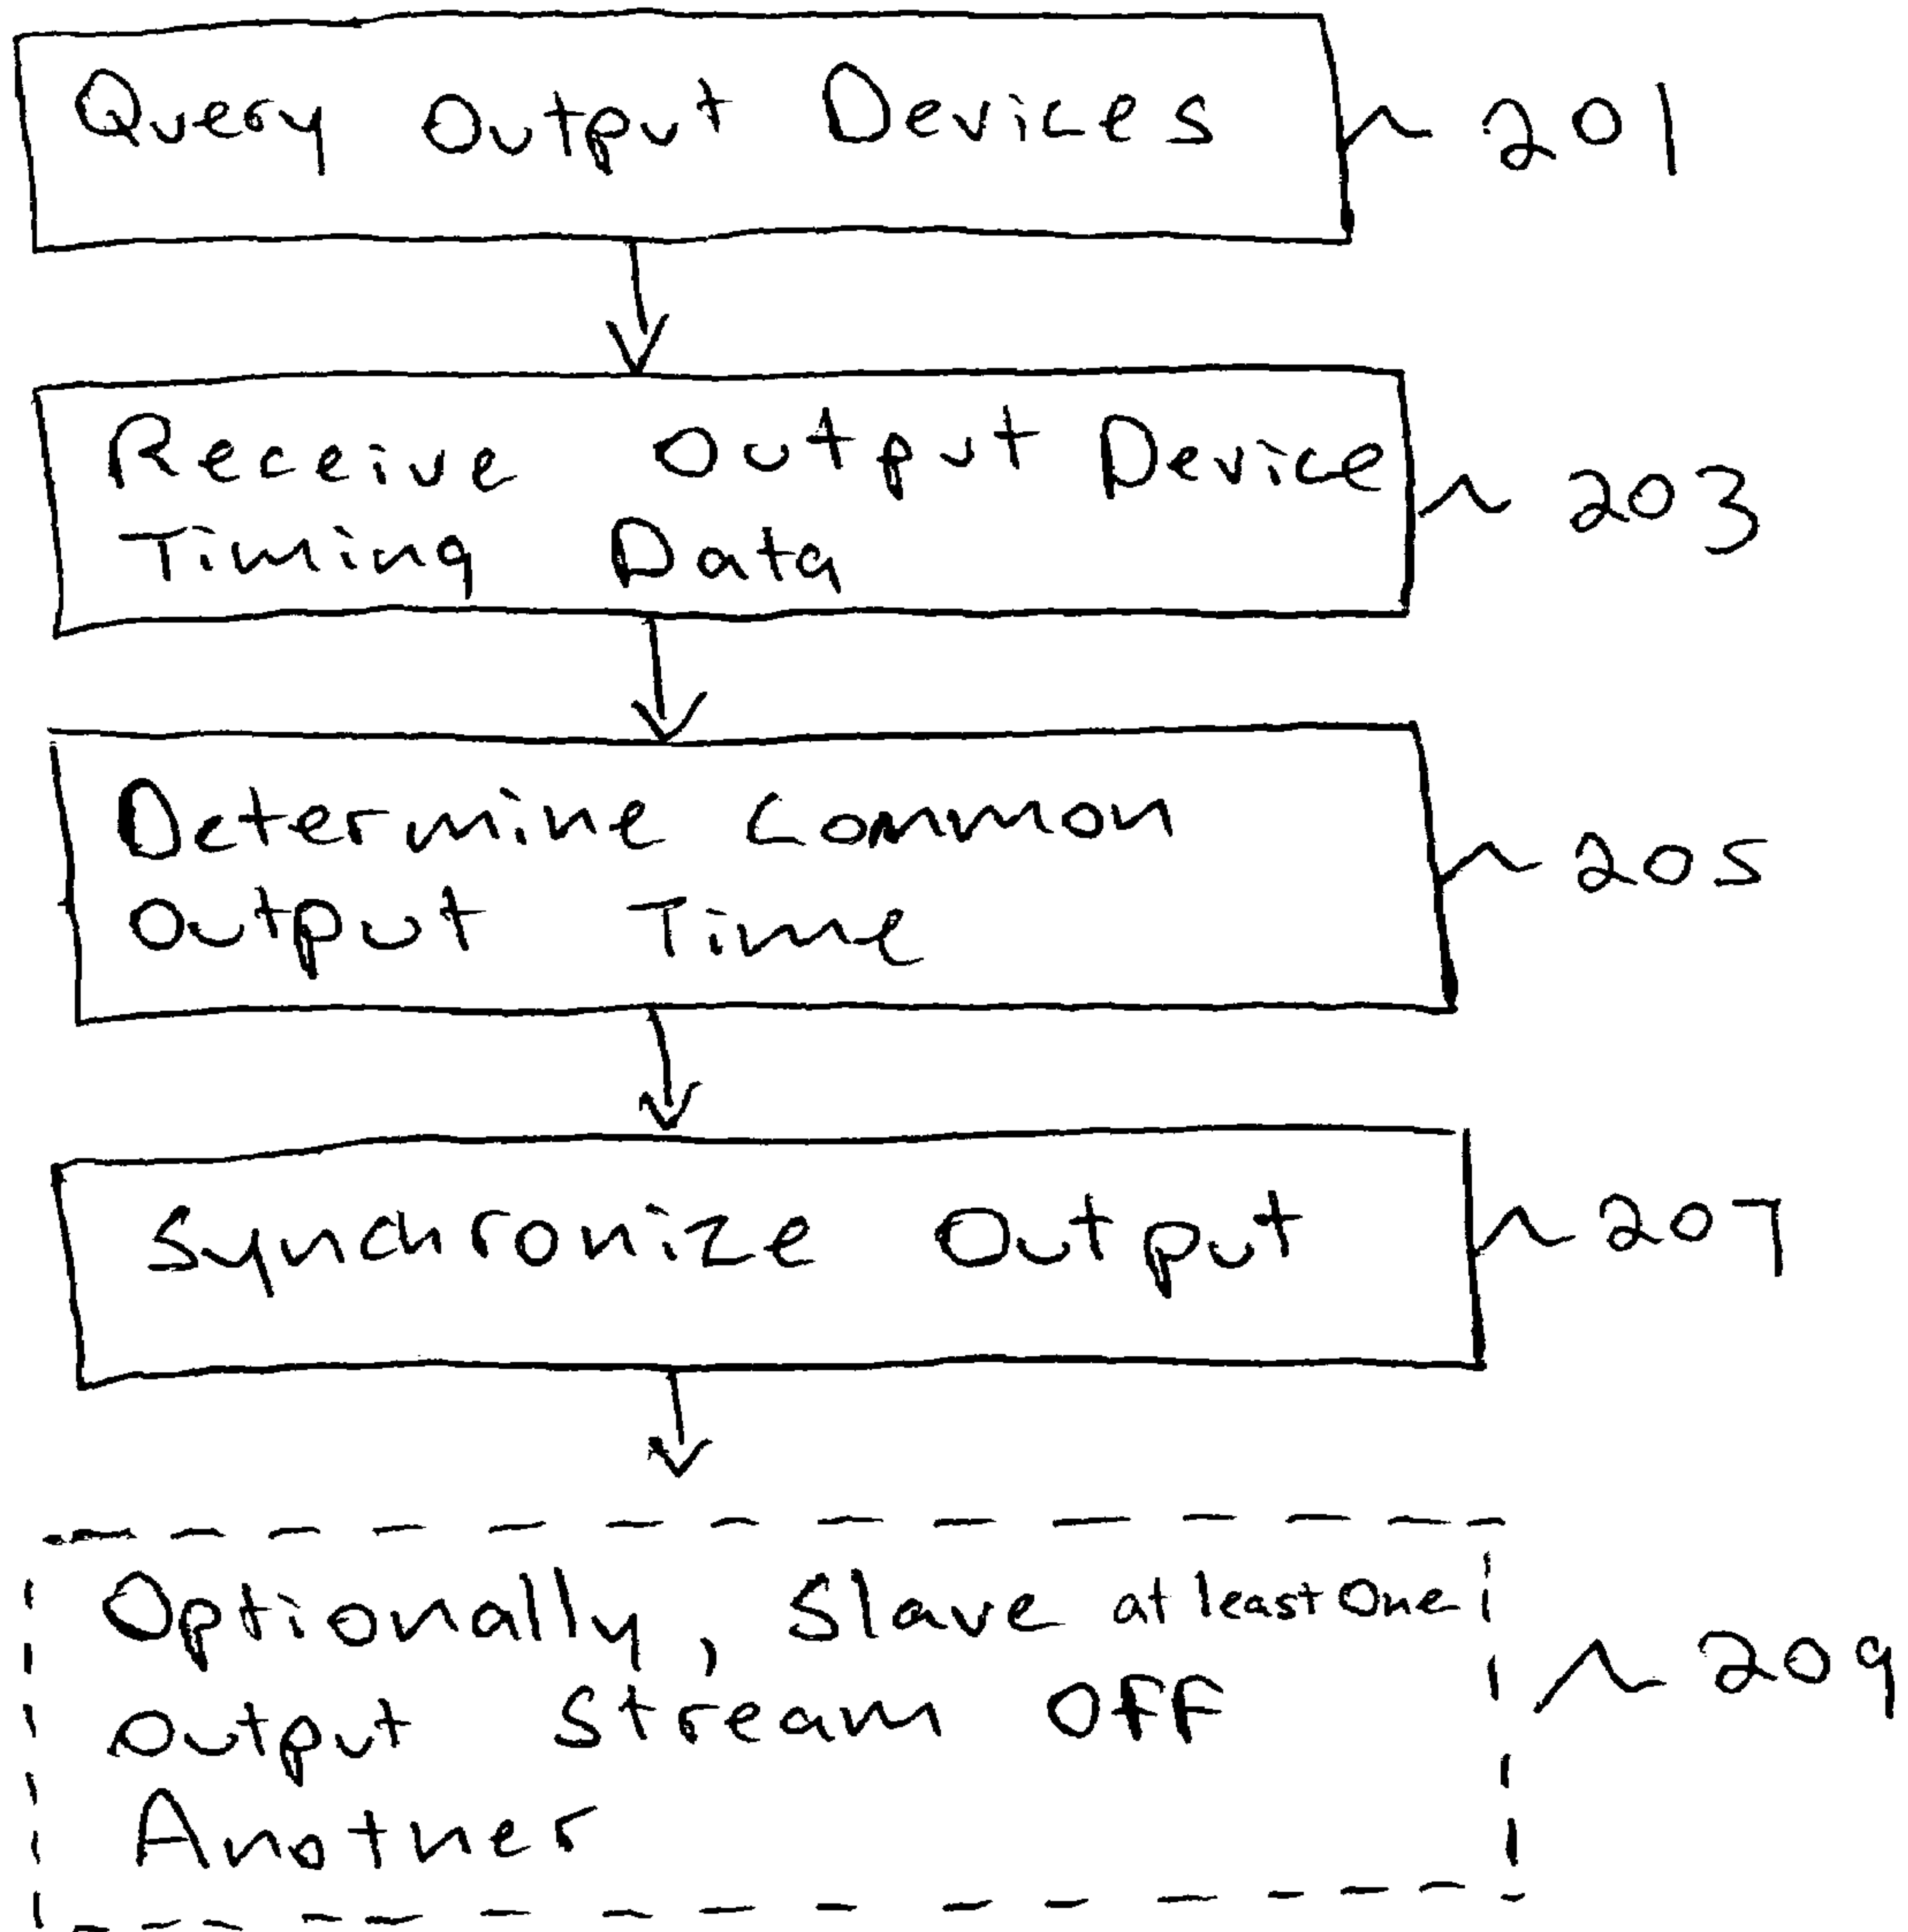 Query Output Devices 201
Receive Output Device 203
Timing Data
Determine Common 205
Output Time
Synchronize Output 207
Optionally, Slave at least One 209
Output Stream Off
Another